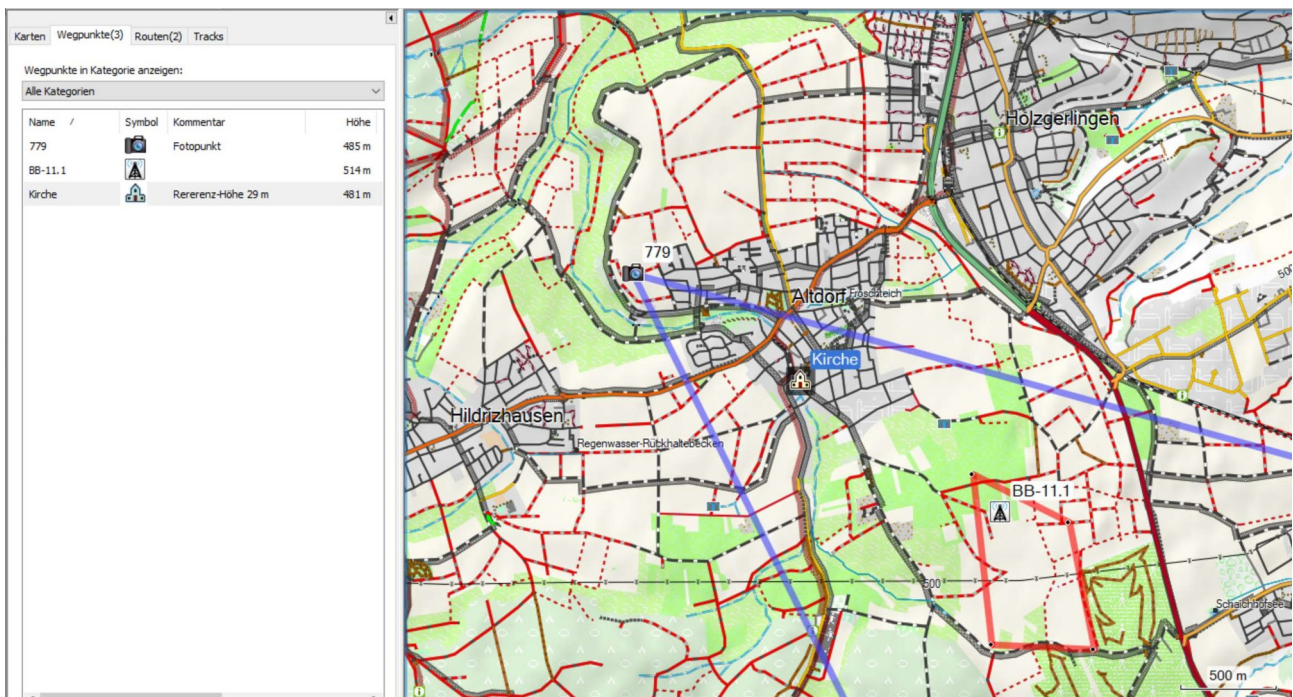 Karten Wegpunkte(3) Routen(2) Tracks
Wegpunkte in Kategorie anzeigen:
Alle Kategorien
Name / Symbol Kommentar Höhe
779 Fotopunkt 485 m
BB-11.1 514 m
Kirche Rererenz-Höhe 29 m 481 m
Holzgerlingen
500
779
Altdorf
Froschteich
Kirche
Hildrizhausen
Regenwasser-Rückhaltebecken
BB-11.1
500
Schaichhofsee
500 m